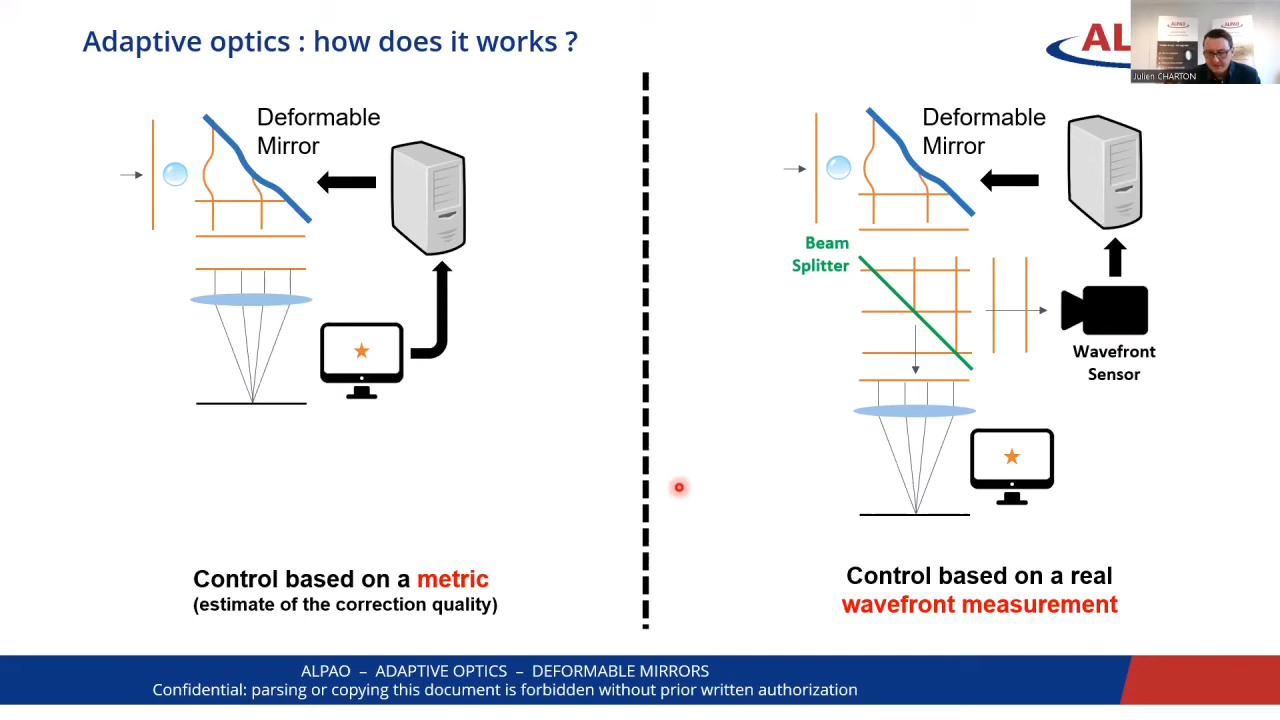 Adaptive optics : how does it works ?
ALPAO
ALPAO
Julien CHARTON
Deformable
Mirror
Control based on a metric
(estimate of the correction quality)
Deformable
Mirror
Beam
Splitter
Wavefront
Sensor
Control based on a real
wavefront measurement
ALPAO – ADAPTIVE OPTICS – DEFORMABLE MIRRORS
Confidential: parsing or copying this document is forbidden without prior written authorization